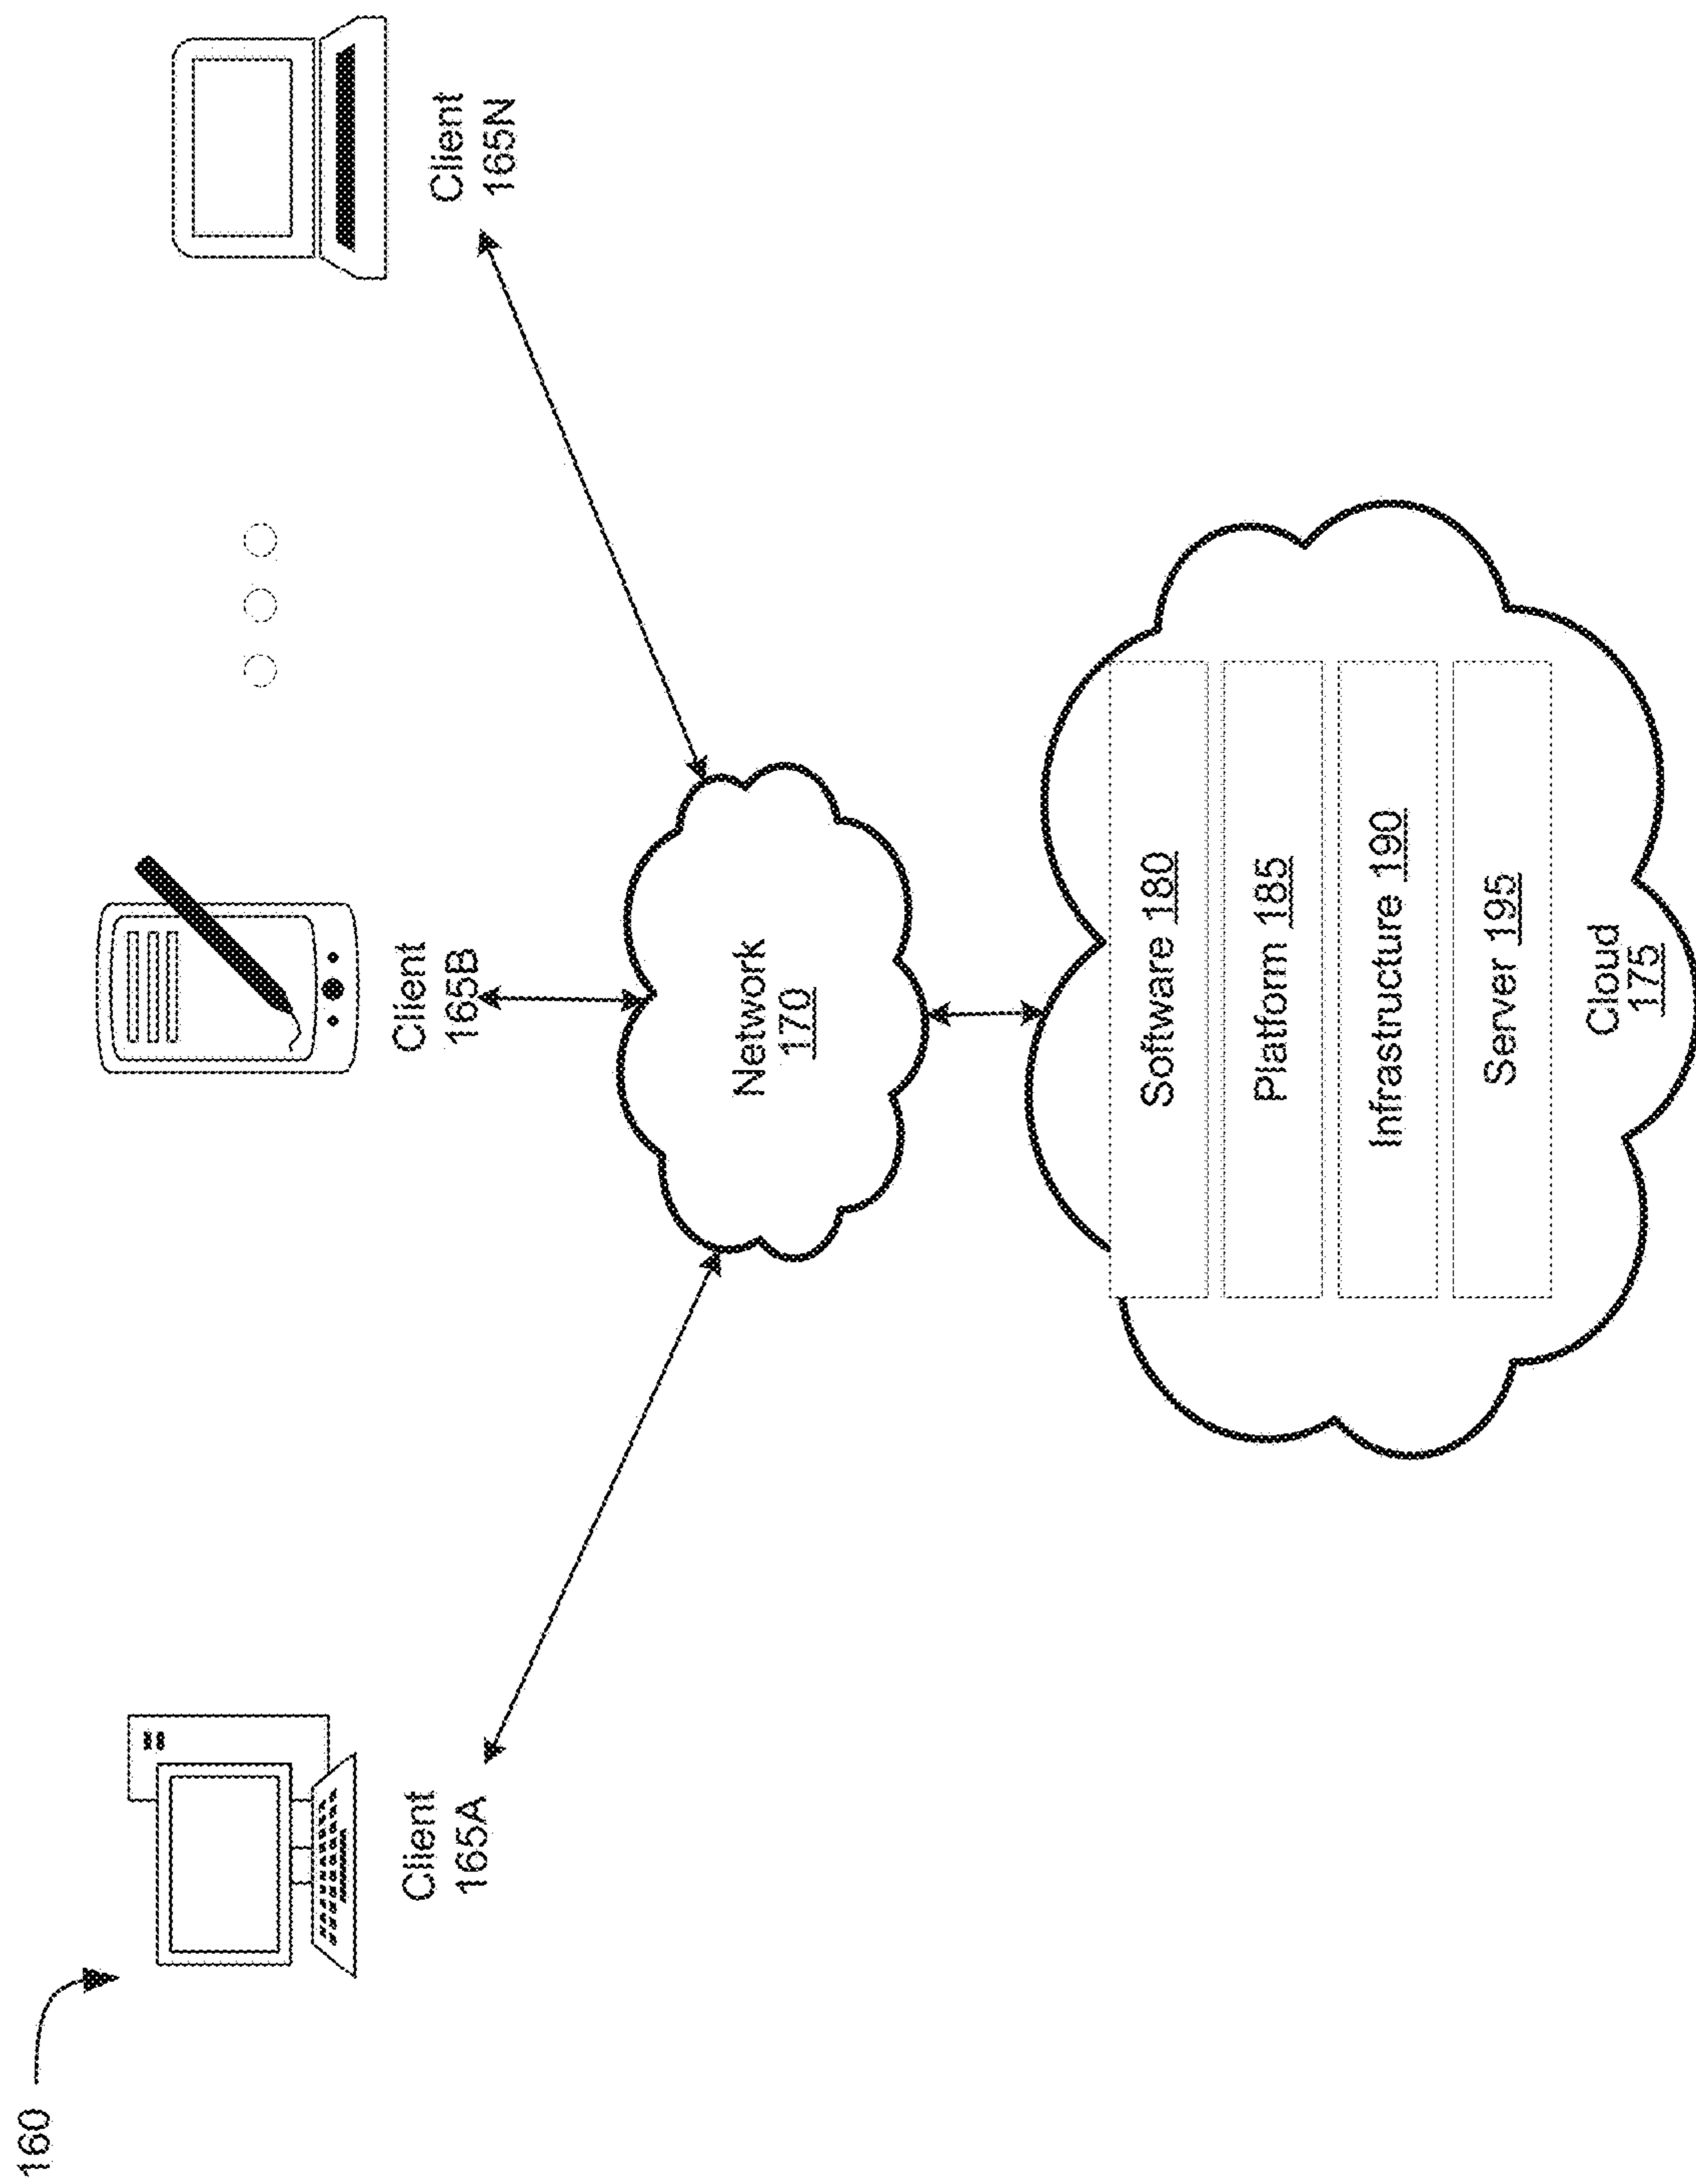 160
Client
165A
Client
165B
Client
165N
Network
170
Software 180
Platform 185
Infrastructure 190
Server 195
Cloud
175